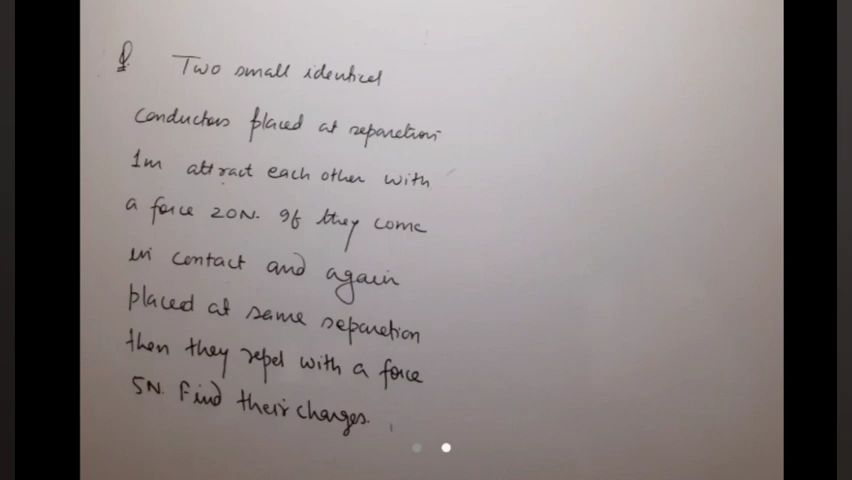 Q Two small identical
conductors placed at separation
1m attract each other with
a force 20N. If they come
in contact and again
placed at same separation
then they repel with a force
5N. Find their charges.